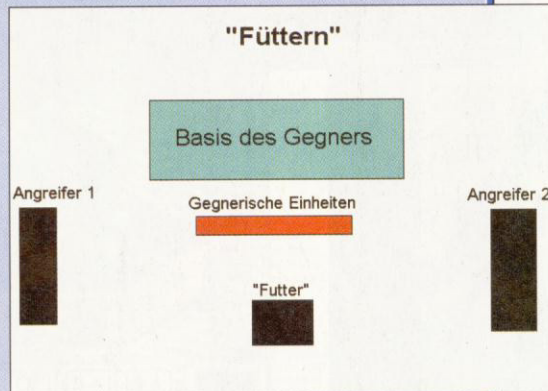 "Füttern"
Basis des Gegners
Angreifer 1
Gegnerische Einheiten
Angreifer 2
"Futter"